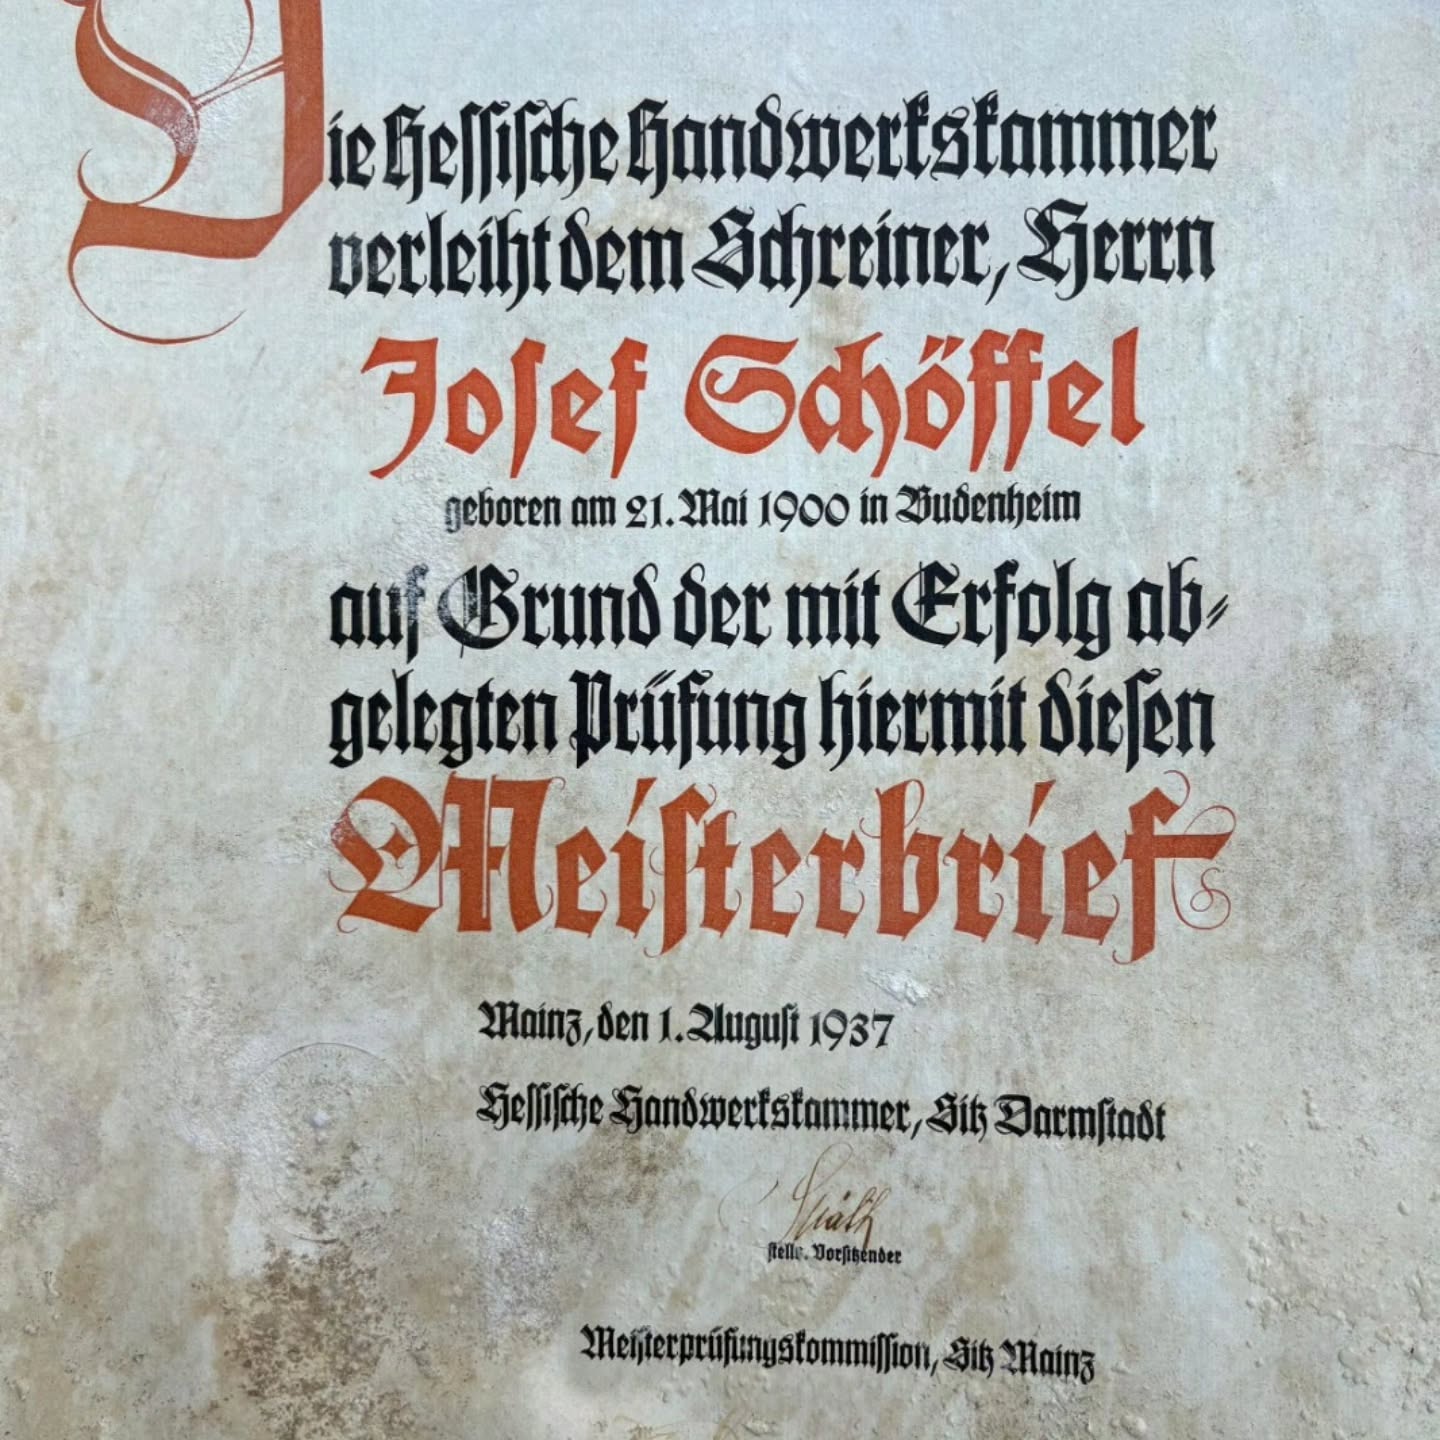 Die Hessische Handwerkskammer
verleiht dem Schreiner, Herrn
Josef Schöffel
geboren am 21. Mai 1900 in Budenheim
auf Grund der mit Erfolg ab-
gelegten Prüfung hiermit diesen
Meisterbrief
Mainz, den 1. August 1937
Hessische Handwerkskammer, Sitz Darmstadt
stellv. Vorsitzender
Meisterprüfungskommission, Sitz Mainz